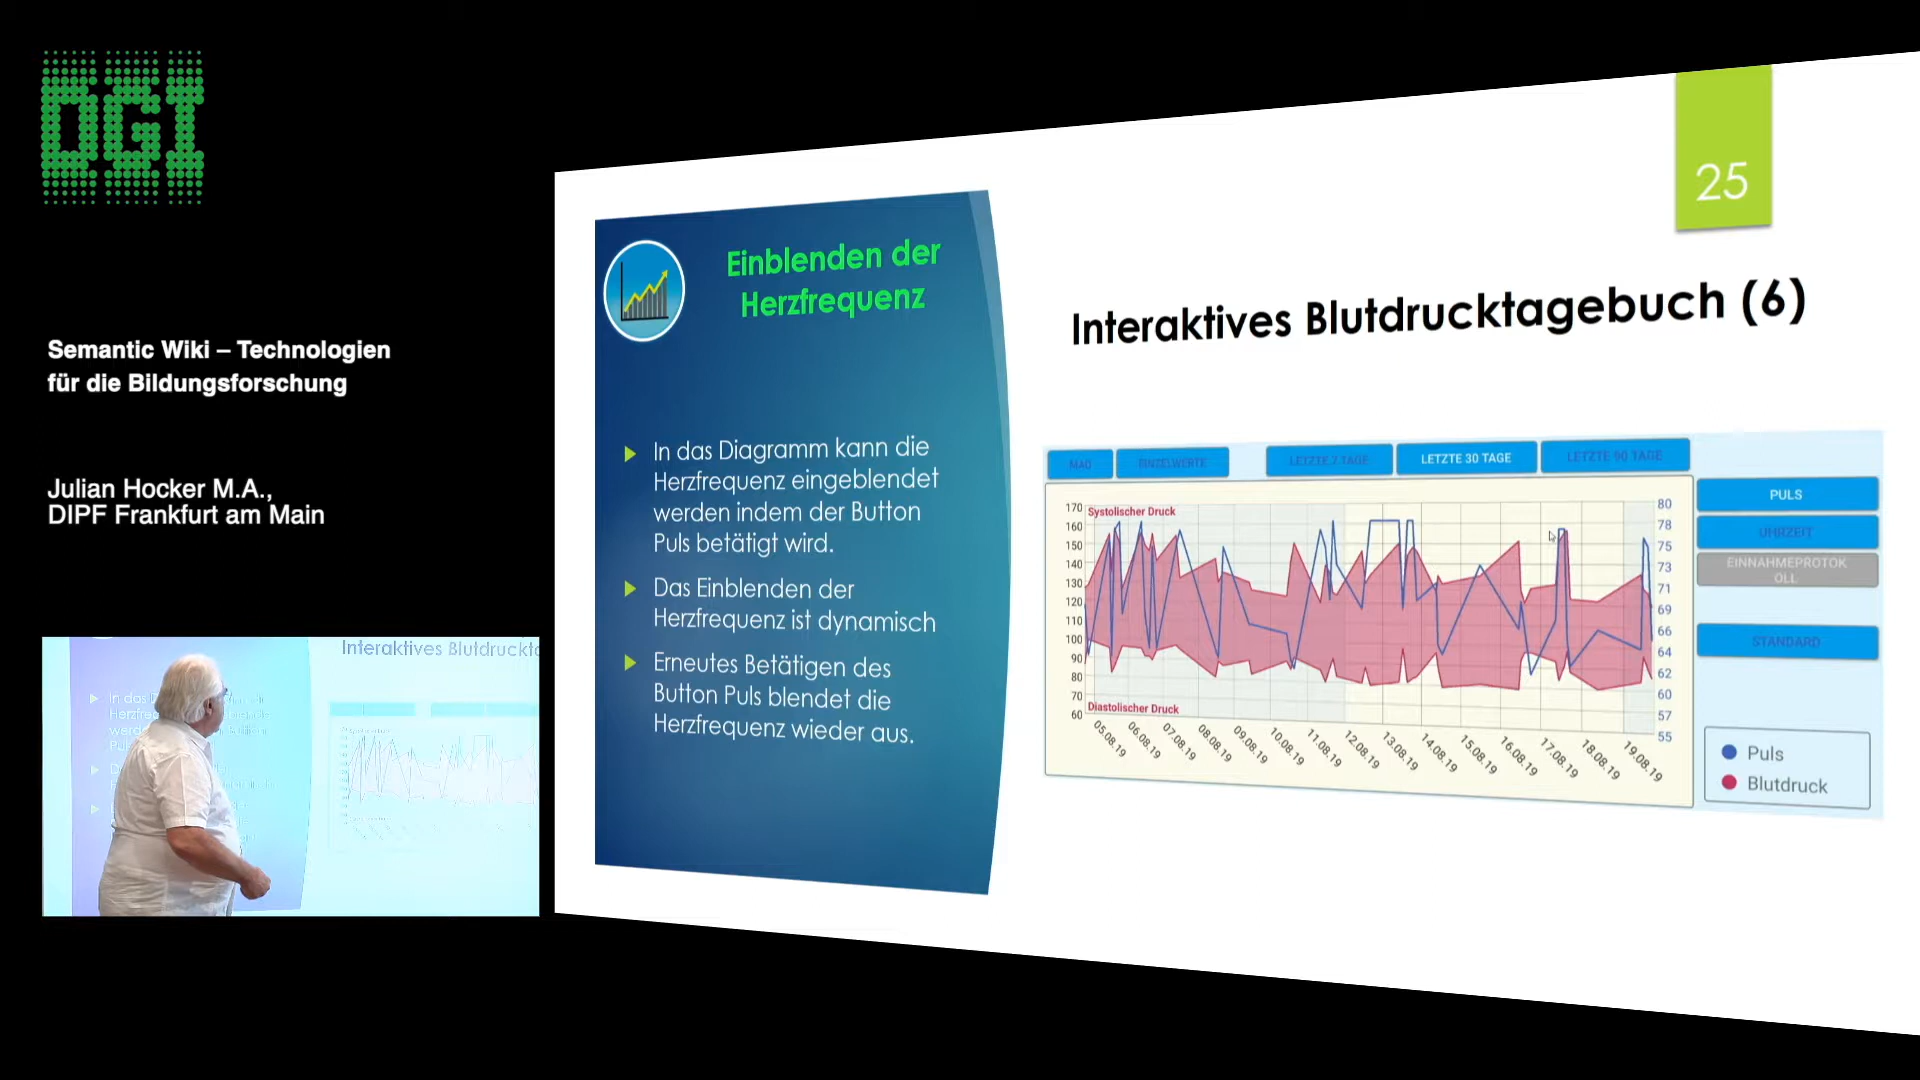 DGI
Semantic Wiki – Technologien
für die Bildungsforschung
Julian Hocker M.A.,
DIPF Frankfurt am Main
Interaktives Blutdruckt
25
Einblenden der
Herzfrequenz
In das Diagramm kann die
Herzfrequenz eingeblendet
werden indem der Button
Puls betätigt wird.
Das Einblenden der
Herzfrequenz ist dynamisch
Erneutes Betätigen des
Button Puls blendet die
Herzfrequenz wieder aus.
Interaktives Blutdrucktagebuch (6)
MAD EINZELWERTE LETZTE 7 TAGE LETZTE 30 TAGE LETZTE 90 TAGE
PULS
UHRZEIT
EINNAHMEPROTOK
OLL
STANDARD
Systolischer Druck
170
160
150
140
130
120
110
100
90
80
70
60
Diastolischer Druck
80
78
75
73
71
69
66
64
62
60
57
55
05.08.19 06.08.19 07.08.19 08.08.19 09.08.19 10.08.19 11.08.19 12.08.19 13.08.19 14.08.19 15.08.19 16.08.19 17.08.19 18.08.19 19.08.19
Puls
Blutdruck